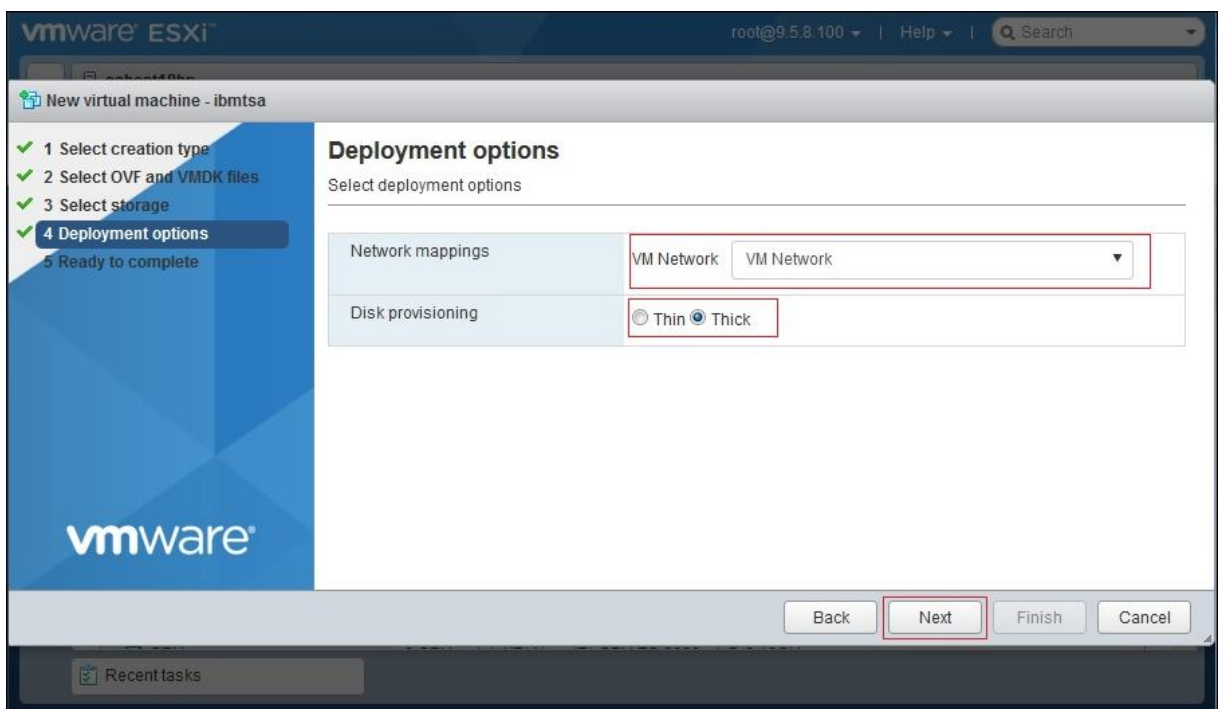 vmware ESXi™
root@9.5.8.100 | Help | Search
New virtual machine - ibmtsa
1 Select creation type
2 Select OVF and VMDK files
3 Select storage
4 Deployment options
5 Ready to complete
Deployment options
Select deployment options
Network mappings
VM Network VM Network
Disk provisioning
Thin Thick
vmware®
Back Next Finish Cancel
Recent tasks